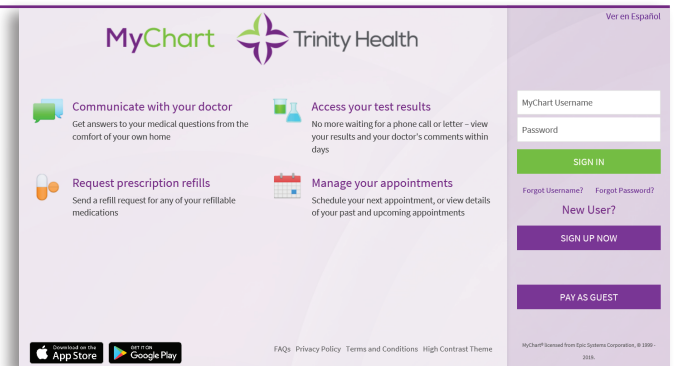 Ver en Español
MyChart Trinity Health
Communicate with your doctor
Get answers to your medical questions from the
comfort of your own home
Access your test results
No more waiting for a phone call or letter – view
your results and your doctor's comments within
days
Request prescription refills
Send a refill request for any of your refillable
medications
Manage your appointments
Schedule your next appointment, or view details
of your past and upcoming appointments
MyChart Username
Password
SIGN IN
Forgot Username? Forgot Password?
New User?
SIGN UP NOW
PAY AS GUEST
Download on the
App Store
GET IT ON
Google Play
FAQs Privacy Policy Terms and Conditions High Contrast Theme
MyChart® licensed from Epic Systems Corporation, © 1999 -
2019.